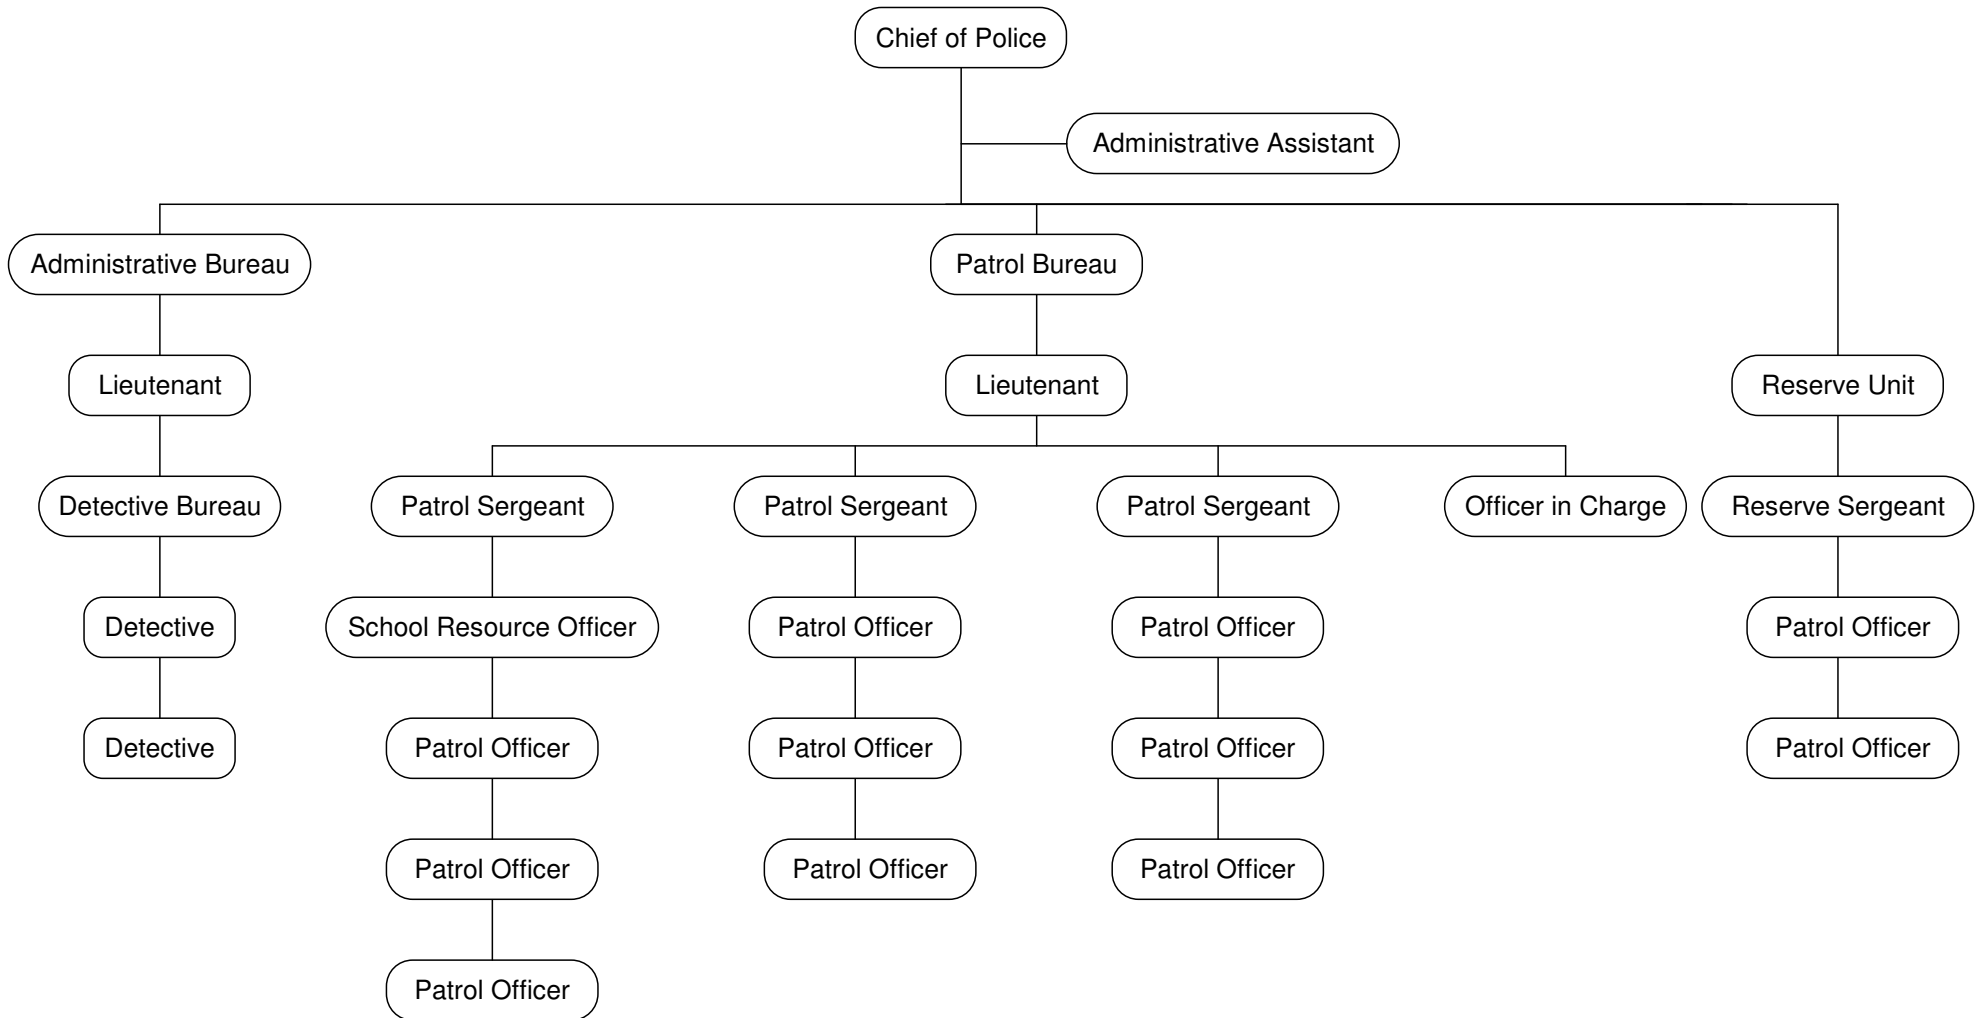 Chief of Police
Administrative Assistant
Administrative Bureau
Patrol Bureau
Lieutenant
Lieutenant
Reserve Unit
Detective Bureau
Patrol Sergeant
Patrol Sergeant
Patrol Sergeant
Officer in Charge
Reserve Sergeant
Detective
School Resource Officer
Patrol Officer
Patrol Officer
Patrol Officer
Detective
Patrol Officer
Patrol Officer
Patrol Officer
Patrol Officer
Patrol Officer
Patrol Officer
Patrol Officer
Patrol Officer